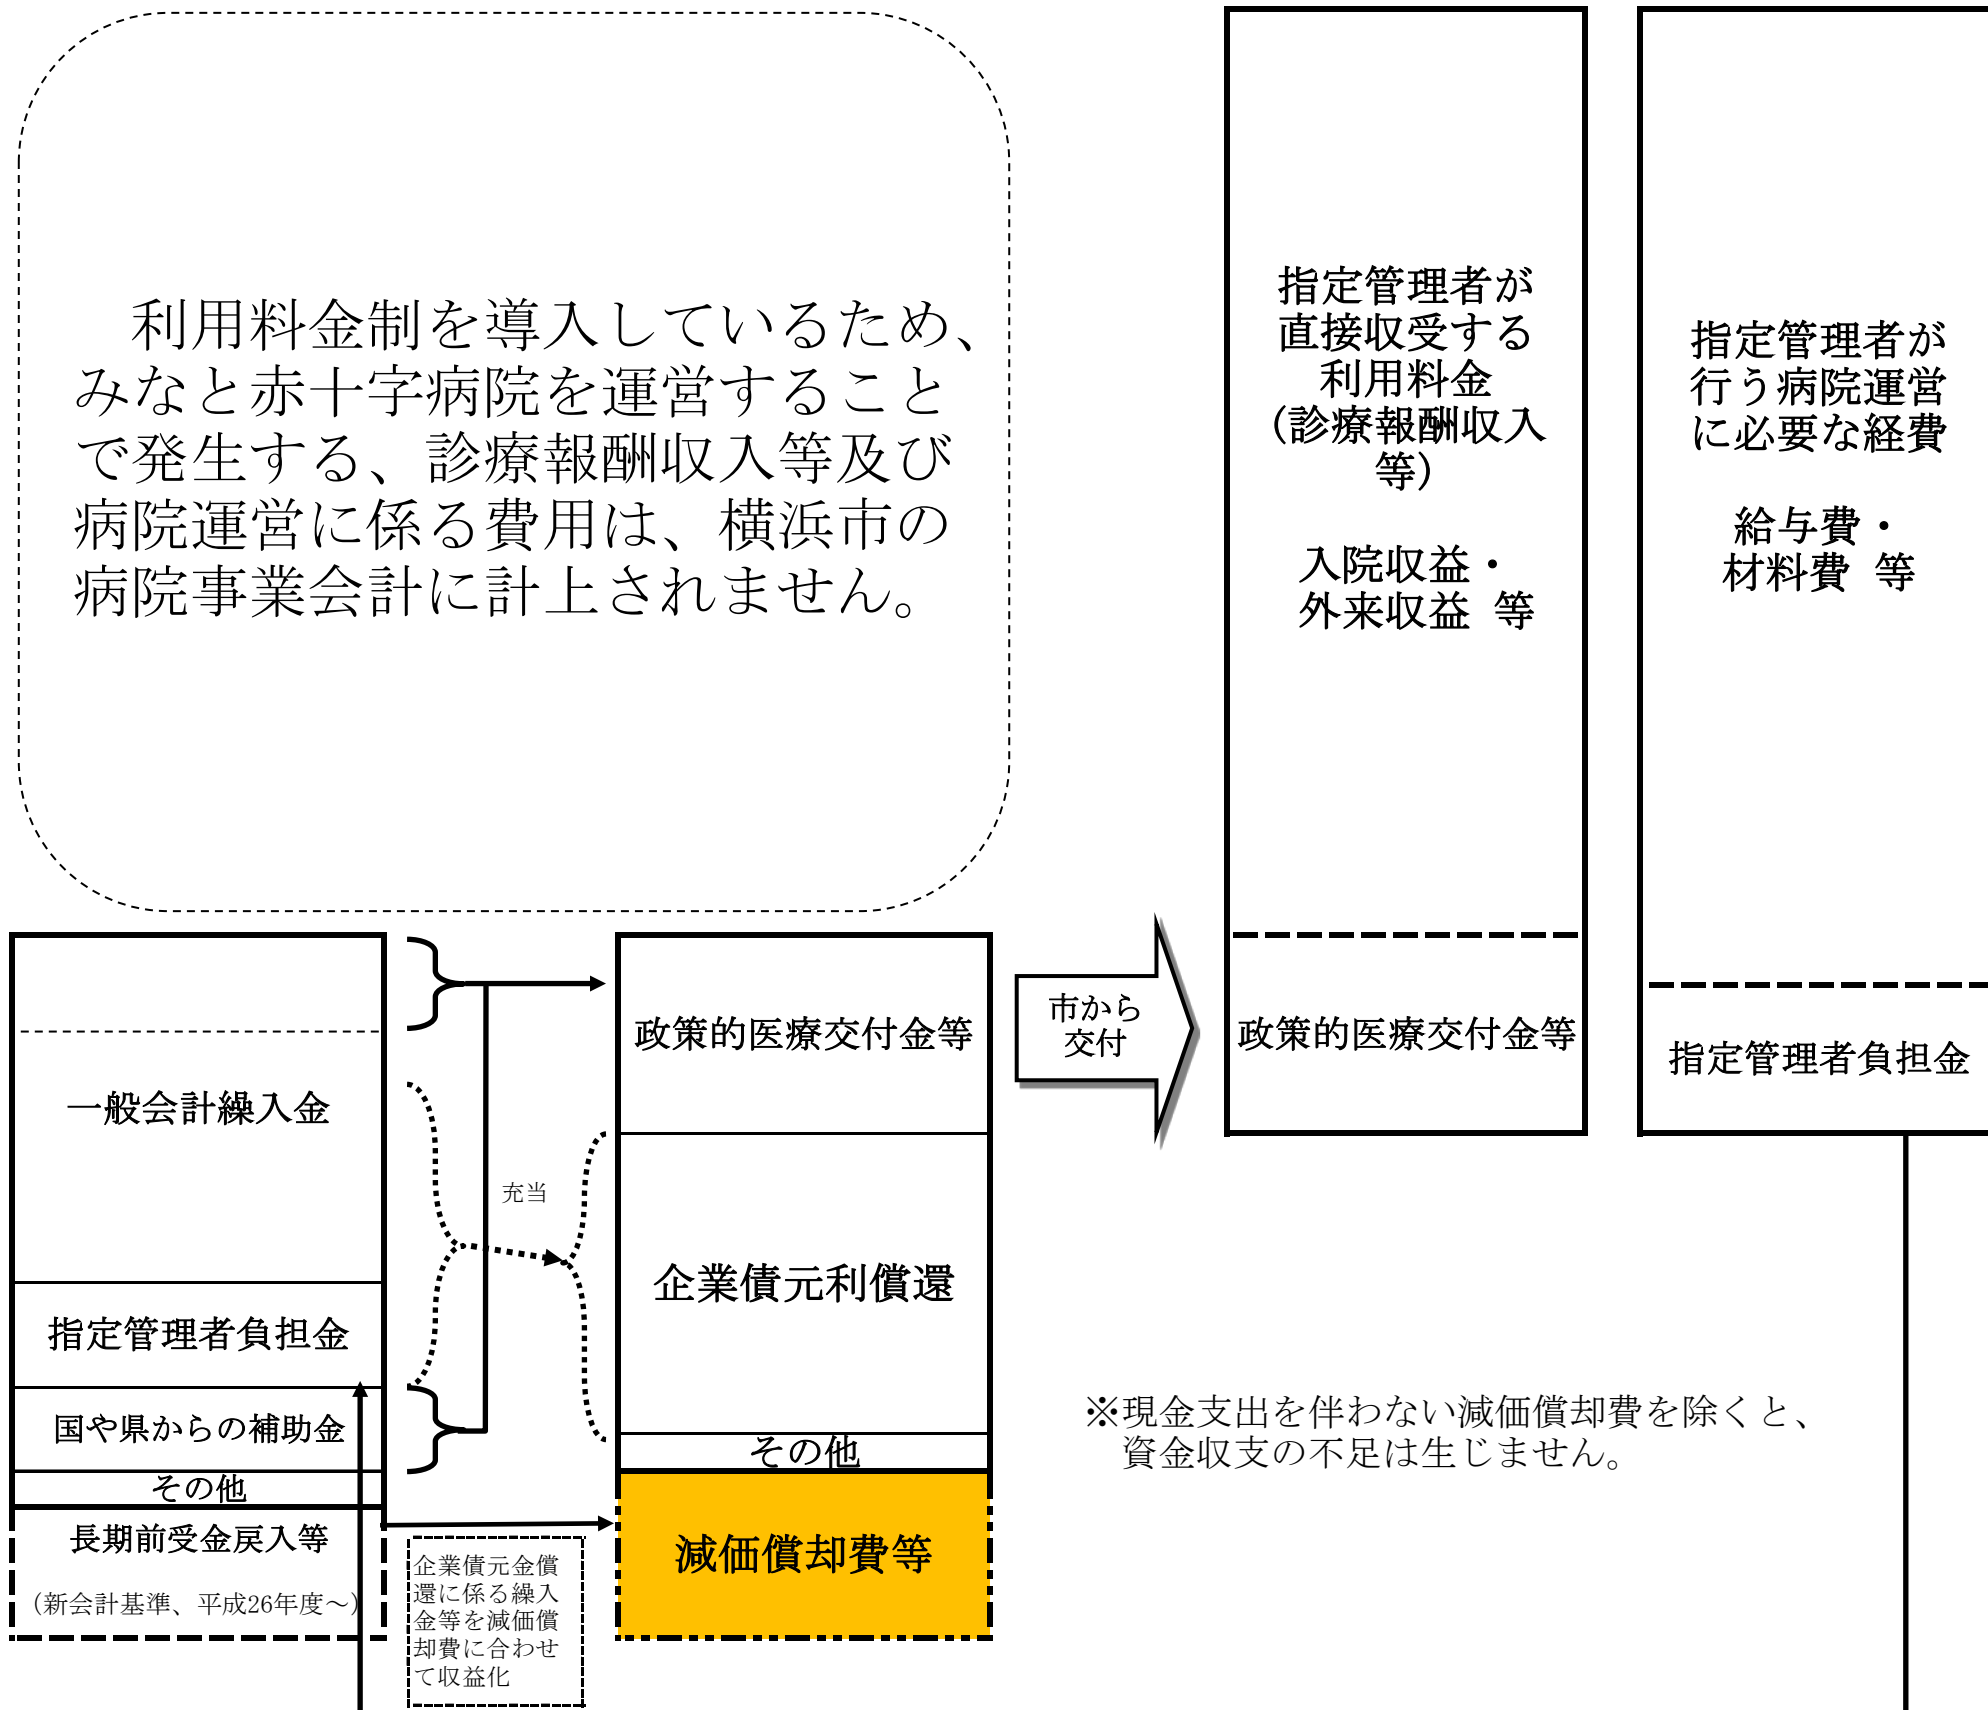 利用料金制を導入しているため、
みなと赤十字病院を運営すること
で発生する、診療報酬収入等及び
病院運営に係る費用は、横浜市の
病院事業会計に計上されません。
指定管理者が
直接収受する
利用料金
（診療報酬収入
等）
入院収益・
外来収益 等
指定管理者が
行う病院運営
に必要な経費
給与費・
材料費 等
一般会計繰入金
指定管理者負担金
国や県からの補助金
その他
長期前受金戻入等
（新会計基準、平成26年度～）
充当
企業債元金償
還に係る繰入
金等を減価償
却費に合わせ
て収益化
政策的医療交付金等
企業債元利償還
その他
減価償却費等
市から
交付
政策的医療交付金等
指定管理者負担金
※現金支出を伴わない減価償却費を除くと、
資金収支の不足は生じません。